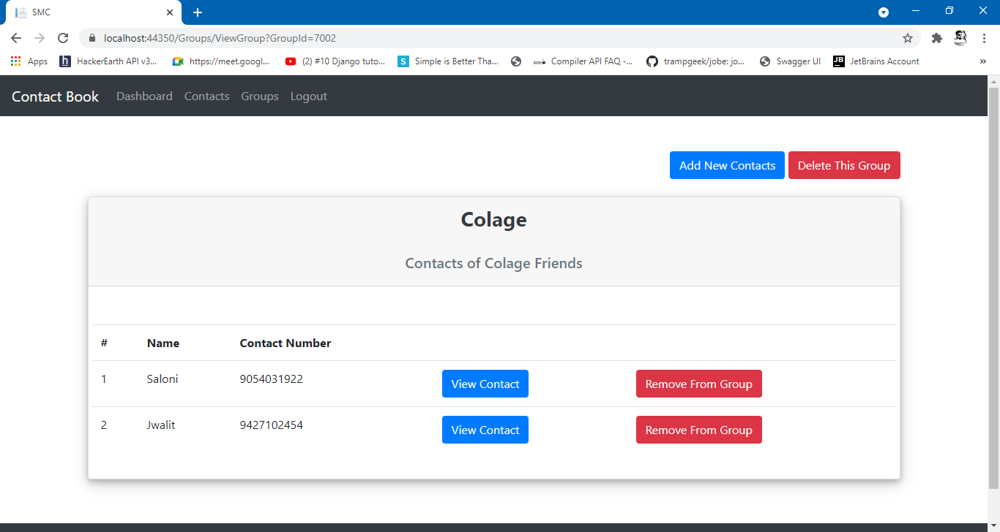 SMC
localhost:44350/Groups/ViewGroup?GroupId=7002
Apps HackerEarth API v3... https://meet.googl... (2) #10 Django tuto... S Simple is Better Tha... Compiler API FAQ -... trampgeek/jobe: jo... Swagger UI JB JetBrains Account »
Contact Book Dashboard Contacts Groups Logout
Add New Contacts Delete This Group
Colage
Contacts of Colage Friends
# Name Contact Number
1 Saloni 9054031922 View Contact Remove From Group
2 Jwalit 9427102454 View Contact Remove From Group